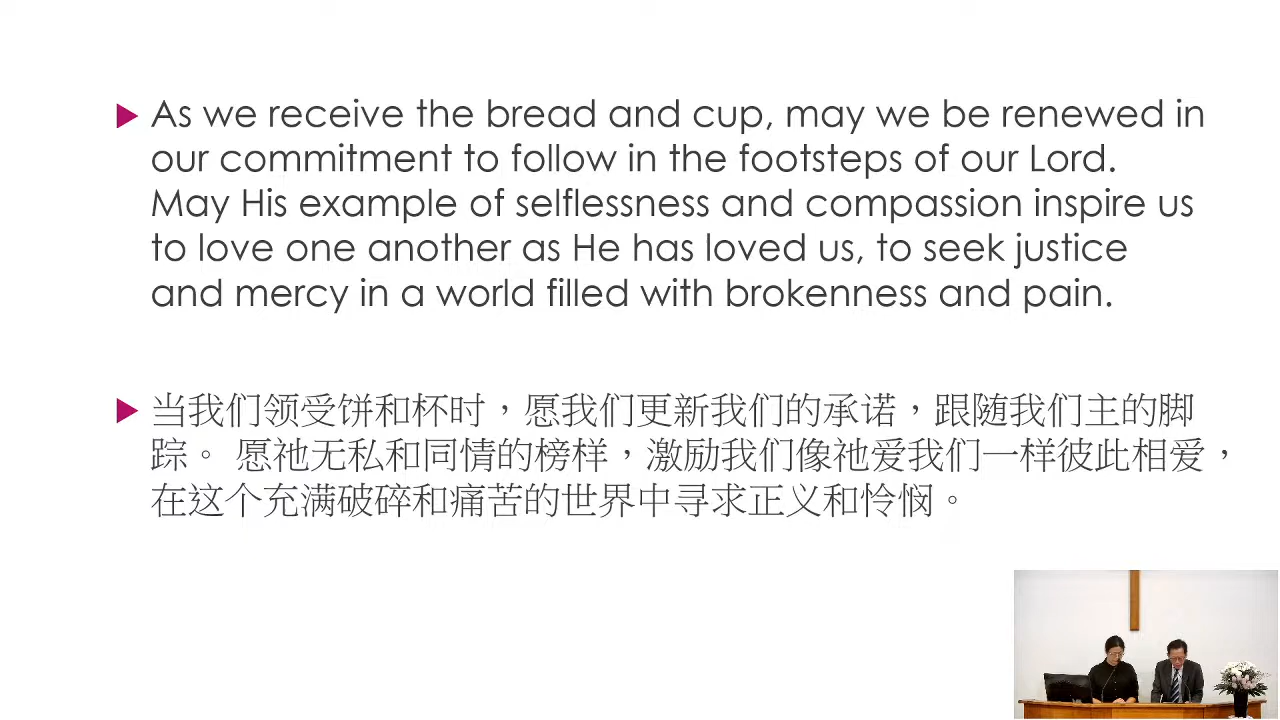 As we receive the bread and cup, may we be renewed in
our commitment to follow in the footsteps of our Lord.
May His example of selflessness and compassion inspire us
to love one another as He has loved us, to seek justice
and mercy in a world filled with brokenness and pain.
当我们领受饼和杯时，愿我们更新我们的承诺，跟随我们主的脚
踪。 愿祂无私和同情的榜样，激励我们像祂爱我们一样彼此相爱，
在这个充满破碎和痛苦的世界中寻求正义和怜悯。